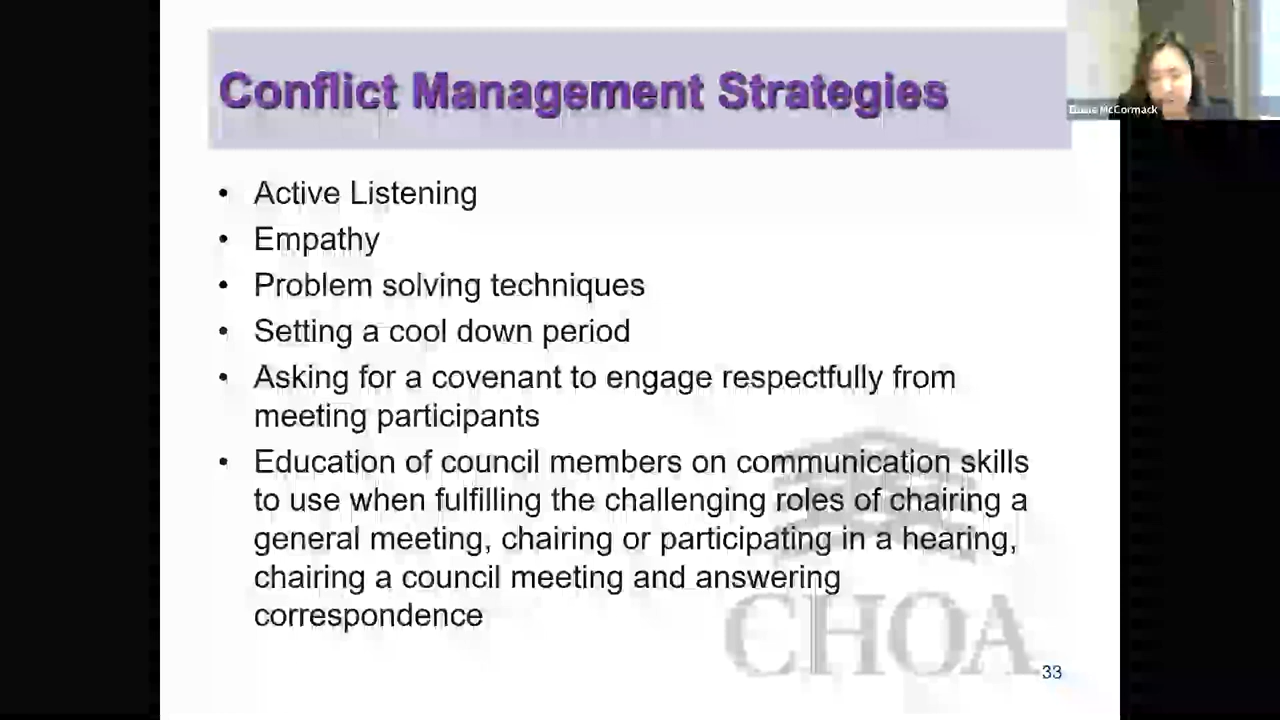 Conflict Management Strategies
McCormack
• Active Listening
• Empathy
• Problem solving techniques
• Setting a cool down period
• Asking for a covenant to engage respectfully from
meeting participants
• Education of council members on communication skills
to use when fulfilling the challenging roles of chairing a
general meeting, chairing or participating in a hearing,
chairing a council meeting and answering
correspondence
CHOA
33